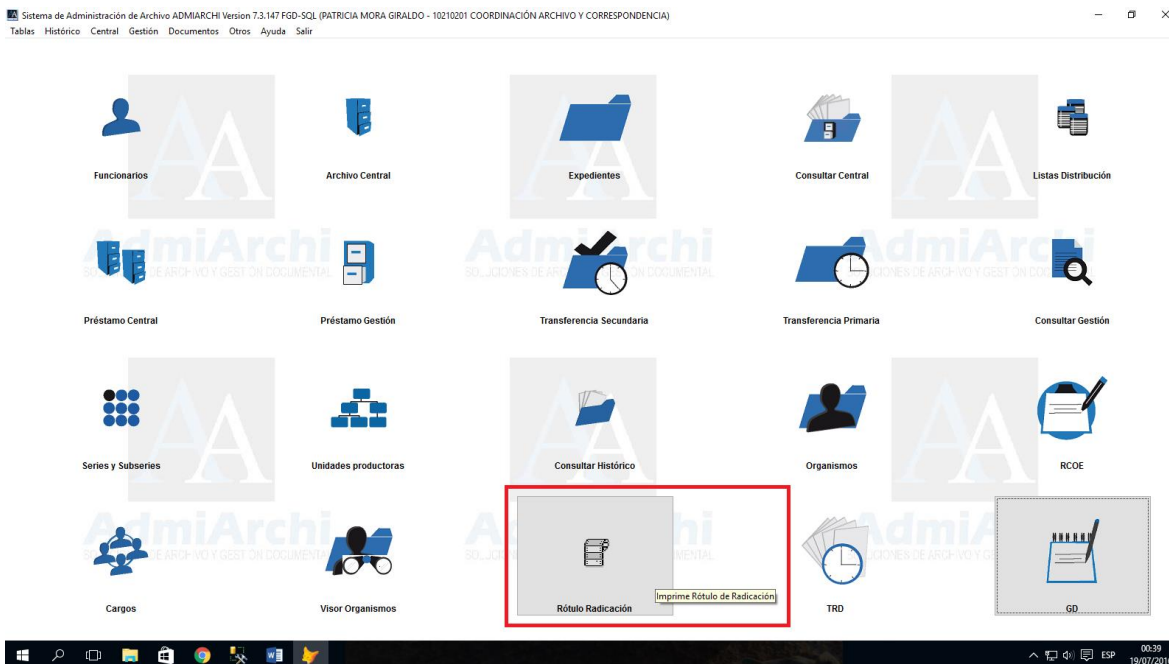 Sistema de Administración de Archivo ADMIARCHI Version 7.3.147 FGD-SQL (PATRICIA MORA GIRALDO - 10210201 COORDINACIÓN ARCHIVO Y CORRESPONDENCIA)
Tablas Histórico Central Gestión Documentos Otros Ayuda Salir
Funcionarios Archivo Central Expedientes Consultar Central Listas Distribución
AdmiArchi AdmiArchi AdmiArchi
Préstamo Central Préstamo Gestión Transferencia Secundaria Transferencia Primaria Consultar Gestión
Series y Subseries Unidades productoras Consultar Histórico Organismos RCOE
Imprime Rótulo de Radicación
Cargos Visor Organismos Rótulo Radicación TRD GD
ESP 00:39